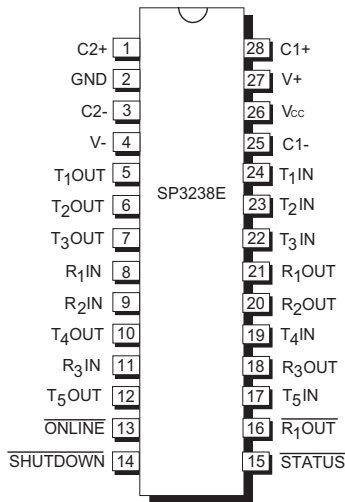 C2+ 1 28 C1+
GND 2 27 V+
C2- 3 26 Vcc
V- 4 25 C1-
T1OUT 5 24 T1IN
SP3238E
T2OUT 6 23 T2IN
T3OUT 7 22 T3IN
R1IN 8 21 R1OUT
R2IN 9 20 R2OUT
T4OUT 10 19 T4IN
R3IN 11 18 R3OUT
T5OUT 12 17 T5IN
ONLINE 13 16 R1OUT
SHUTDOWN 14 15 STATUS